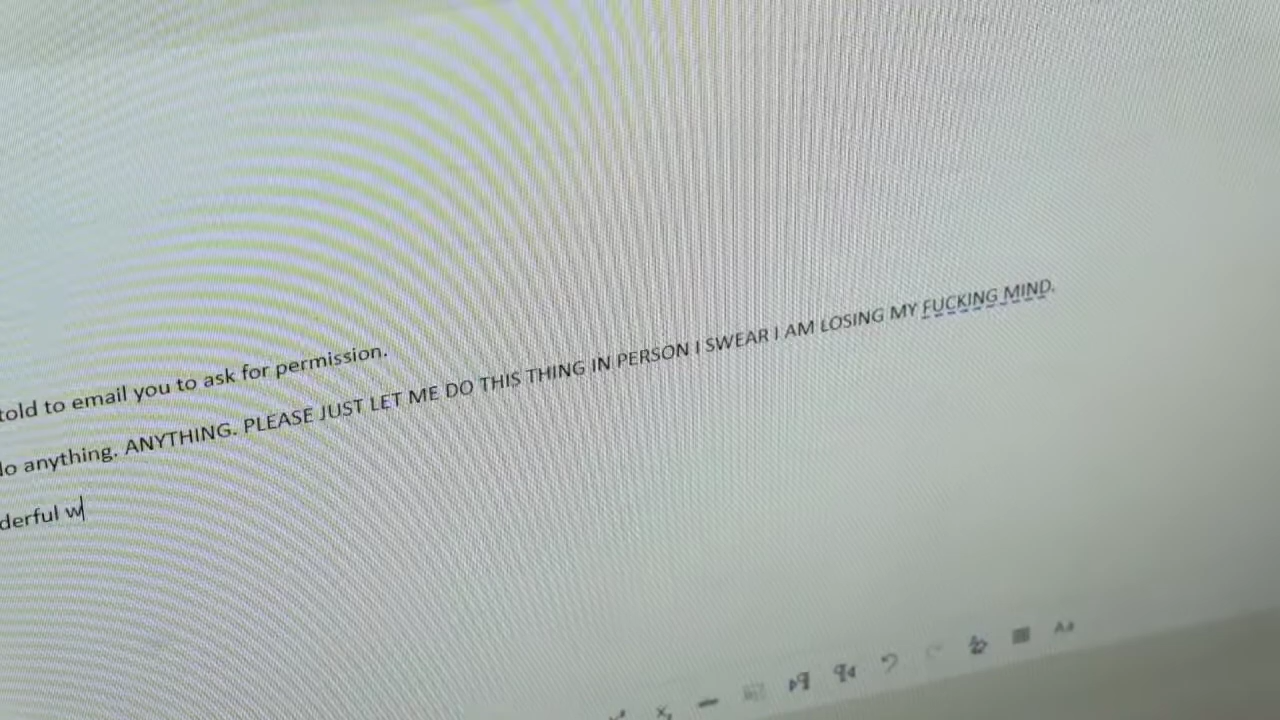 told to email you to ask for permission.
do anything. ANYTHING. PLEASE JUST LET ME DO THIS THING IN PERSON I SWEAR I AM LOSING MY FUCKING MIND.
derful w